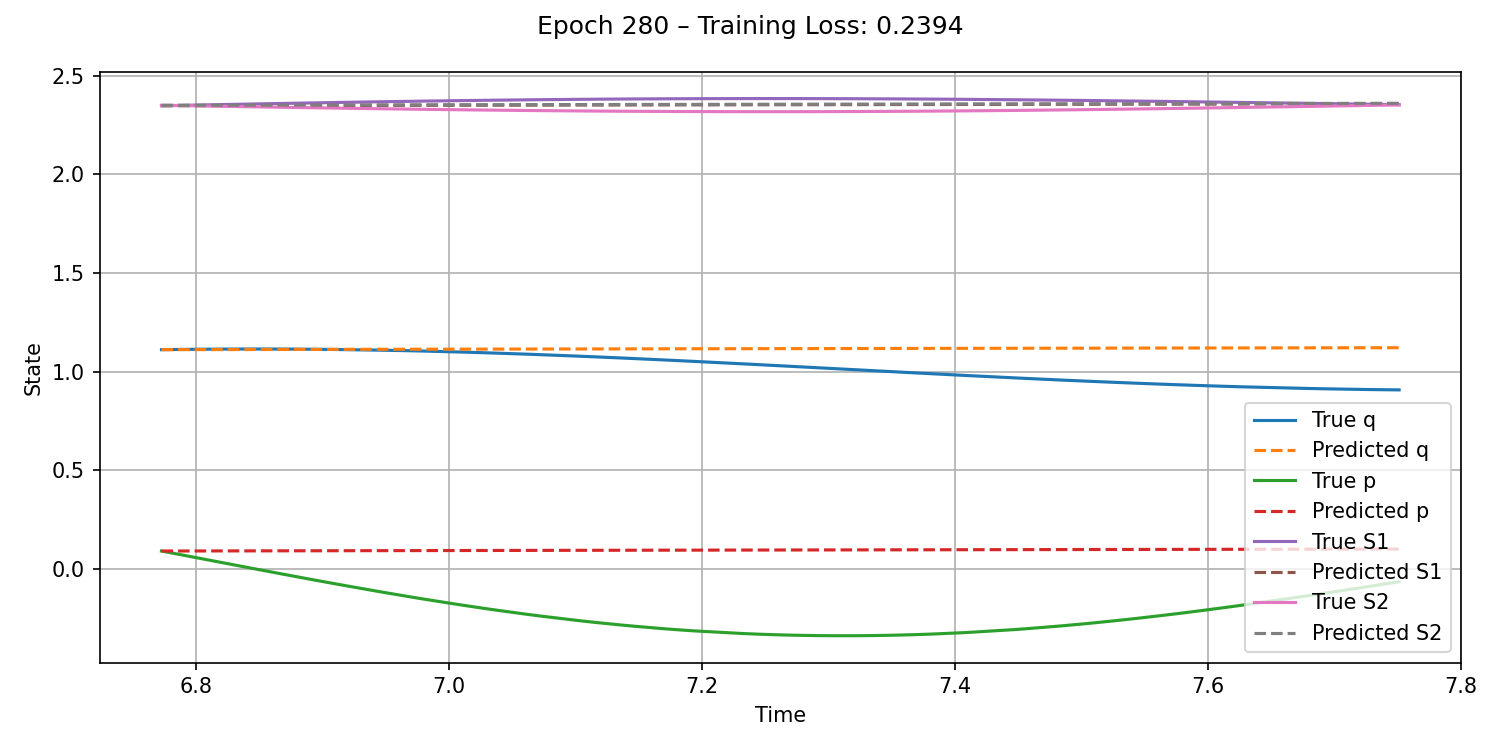 Epoch 280 – Training Loss: 0.2394
2.5
2.0
1.5
1.0
0.5
0.0
State
6.8 7.0 7.2 7.4 7.6 7.8
Time
True q
Predicted q
True p
Predicted p
True S1
Predicted S1
True S2
Predicted S2